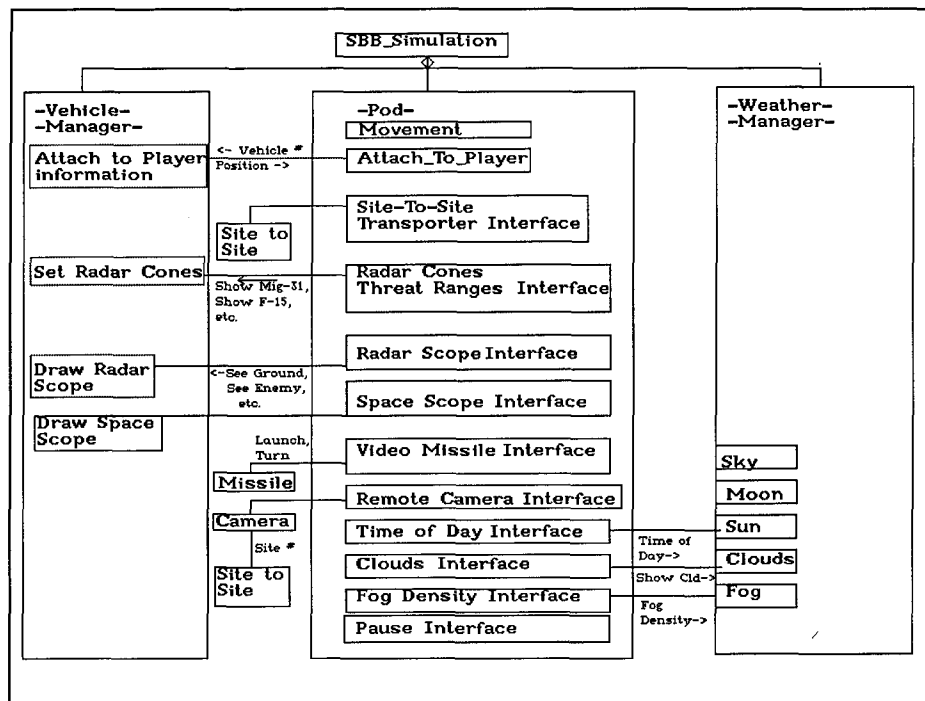 SBB_Simulation
-Vehicle-
-Manager-
Attach to Player
information
Set Radar Cones
Draw Radar
Scope
Draw Space
Scope
<- Vehicle #
Position ->
Site to
Site
Show Mig-31,
Show F-15,
etc.
<-See Ground,
See Enemy,
etc.
Launch,
Turn
Missile
Camera
Site #
Site to
Site
-Pod-
Movement
Attach_To_Player
Site-To-Site
Transporter Interface
Radar Cones
Threat Ranges Interface
Radar Scope Interface
Space Scope Interface
Video Missile Interface
Remote Camera Interface
Time of Day Interface
Clouds Interface
Fog Density Interface
Pause Interface
Time of
Day->
Show Cld->
Fog
Density->
-Weather-
-Manager-
Sky
Moon
Sun
Clouds
Fog